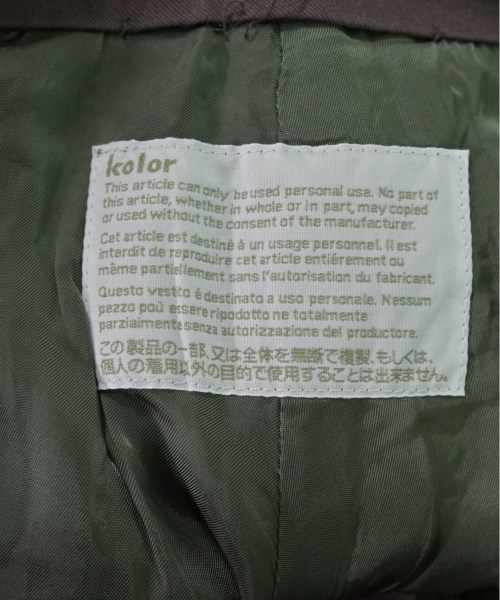 kolor
This article can only be used personal use. No part of
this article, whether in whole or in part, may copied
or used without the consent of the manufacturer.
Cet article est destiné à un usage personnel. Il est
interdit de reproduire cet article entiérement ou
même partiellement sans l'autorisation du fabricant.
Questo vestito é destinato a uso personale. Nessum
pezzo poù essere ripodotto ne totalmente
parzialmente senza autorizzazione del productore.
この製品の一部、又は全体を無断で複製、もしくは、
個人の着用以外の目的で使用することは出来ません。